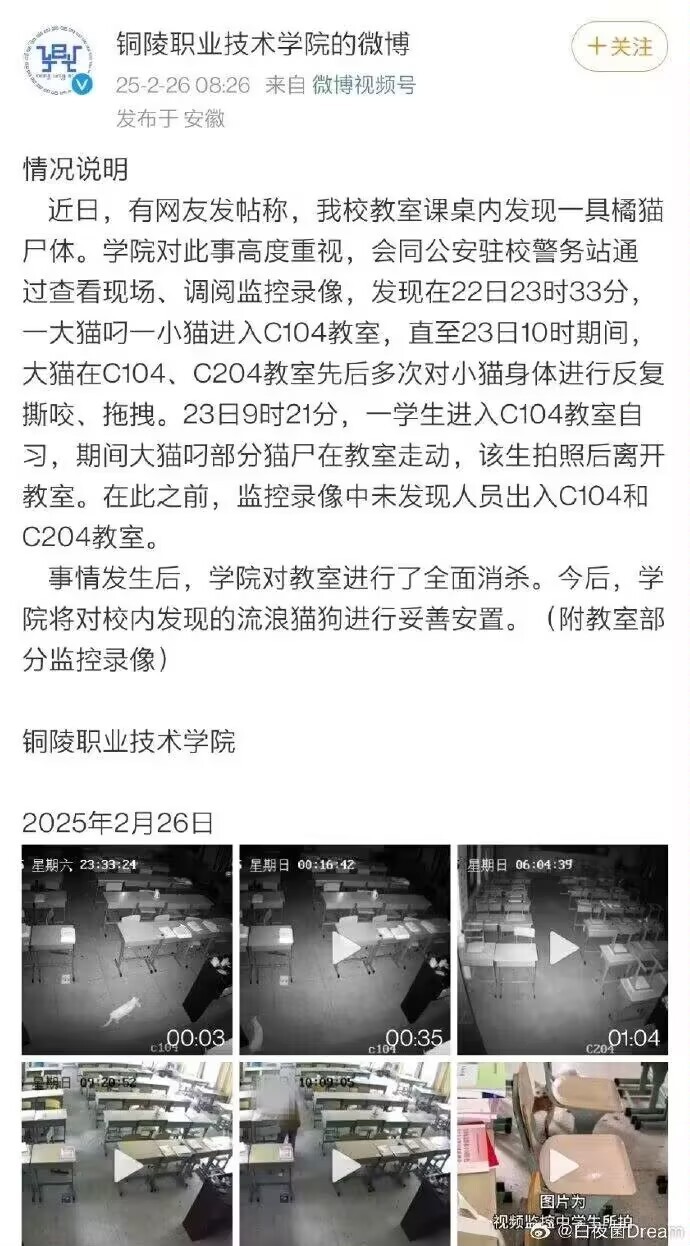 铜陵职业技术学院的微博
+关注
25-2-26 08:26 来自 微博视频号
发布于 安徽
情况说明
近日，有网友发帖称，我校教室课桌内发现一具橘猫
尸体。学院对此事高度重视，会同公安驻校警务站通
过查看现场、调阅监控录像，发现在22日23时33分，
一大猫叼一小猫进入C104教室，直至23日10时期间，
大猫在C104、C204教室先后多次对小猫身体进行反复
撕咬、拖拽。23日9时21分，一学生进入C104教室自
习，期间大猫叼部分猫尸在教室走动，该生拍照后离开
教室。在此之前，监控录像中未发现人员出入C104和
C204教室。
事情发生后，学院对教室进行了全面消杀。今后，学
院将对校内发现的流浪猫狗进行妥善安置。（附教室部
分监控录像）
铜陵职业技术学院
2025年2月26日
星期六 23:33:24
c104
00:03
星期日 00:16:42
c104
00:35
星期日 06:04:39
C204
01:04
星期日 09:20:52
10:09:05
图片为
视频监控中学生所拍
@白夜菌Dream